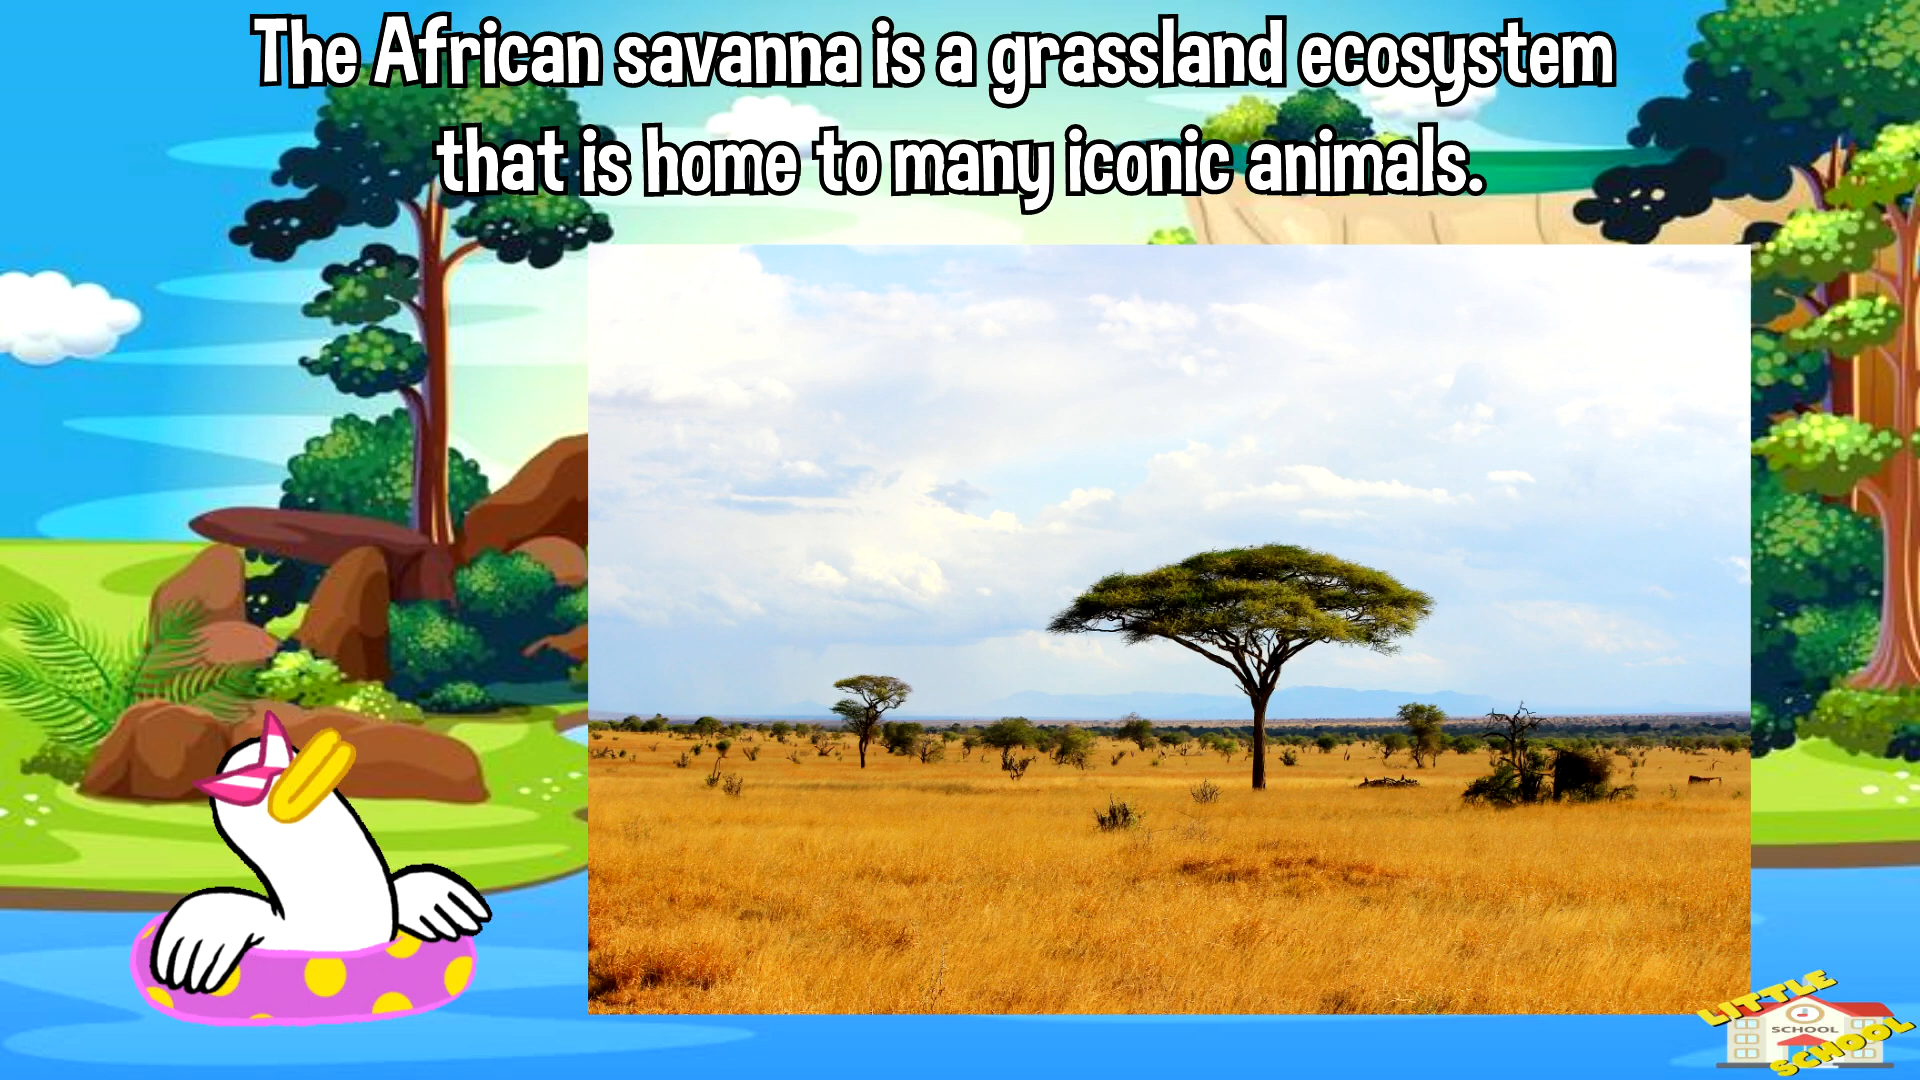 The African savanna is a grassland ecosystem
that is home to many iconic animals.
LITTLE
SCHOOL
SCHOOL